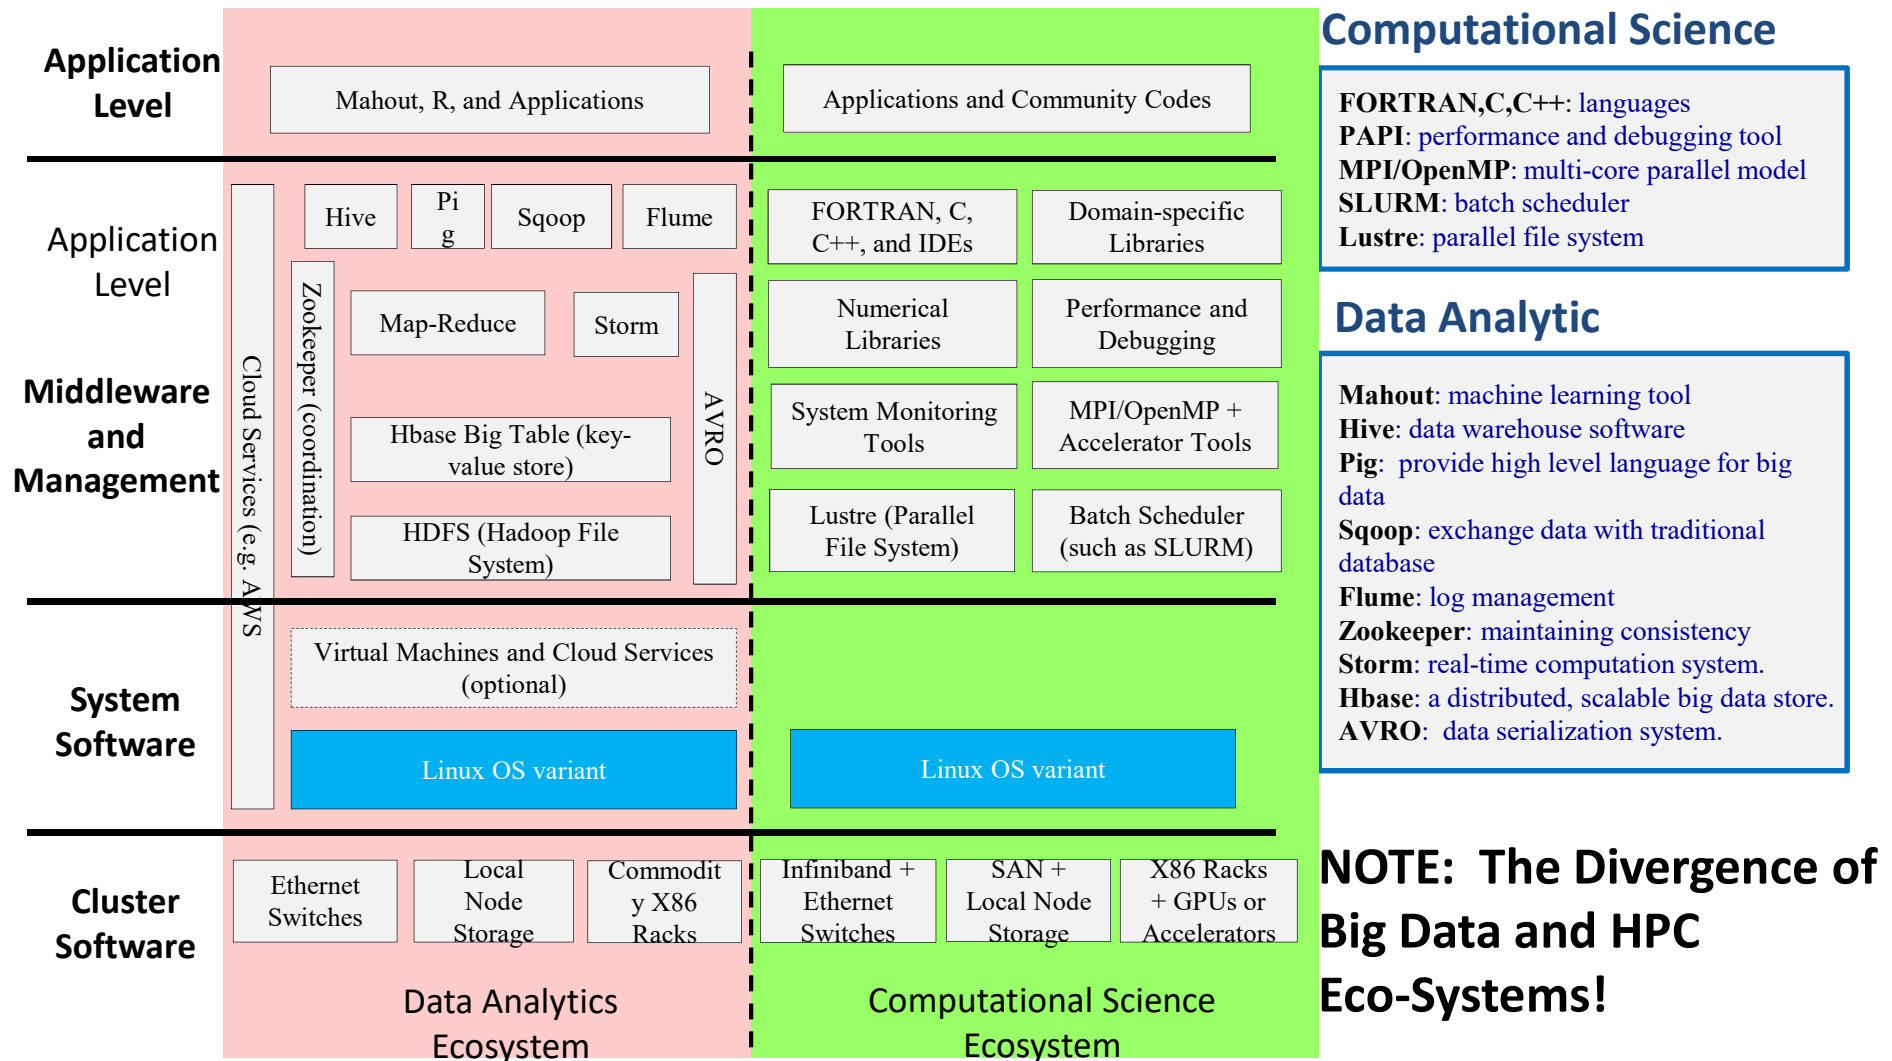 Application
Level
Mahout, R, and Applications
Applications and Community Codes
Application
Level
Middleware
and
Management
Cloud Services (e.g. AWS
Hive
Pi
g
Sqoop
Flume
Zookeeper (coordination)
Map-Reduce
Storm
AVRO
Hbase Big Table (key-
value store)
HDFS (Hadoop File
System)
FORTRAN, C,
C++, and IDEs
Domain-specific
Libraries
Numerical
Libraries
Performance and
Debugging
System Monitoring
Tools
MPI/OpenMP +
Accelerator Tools
Lustre (Parallel
File System)
Batch Scheduler
(such as SLURM)
System
Software
Virtual Machines and Cloud Services
(optional)
Linux OS variant
Linux OS variant
Cluster
Software
Ethernet
Switches
Local
Node
Storage
Commodit
y X86
Racks
Infiniband +
Ethernet
Switches
SAN +
Local Node
Storage
X86 Racks
+ GPUs or
Accelerators
Data Analytics
Ecosystem
Computational Science
Ecosystem
Computational Science
FORTRAN,C,C++: languages
PAPI: performance and debugging tool
MPI/OpenMP: multi-core parallel model
SLURM: batch scheduler
Lustre: parallel file system
Data Analytic
Mahout: machine learning tool
Hive: data warehouse software
Pig:  provide high level language for big
data
Sqoop: exchange data with traditional
database
Flume: log management
Zookeeper: maintaining consistency
Storm: real-time computation system.
Hbase: a distributed, scalable big data store.
AVRO:  data serialization system.
NOTE:  The Divergence of
Big Data and HPC
Eco-Systems!